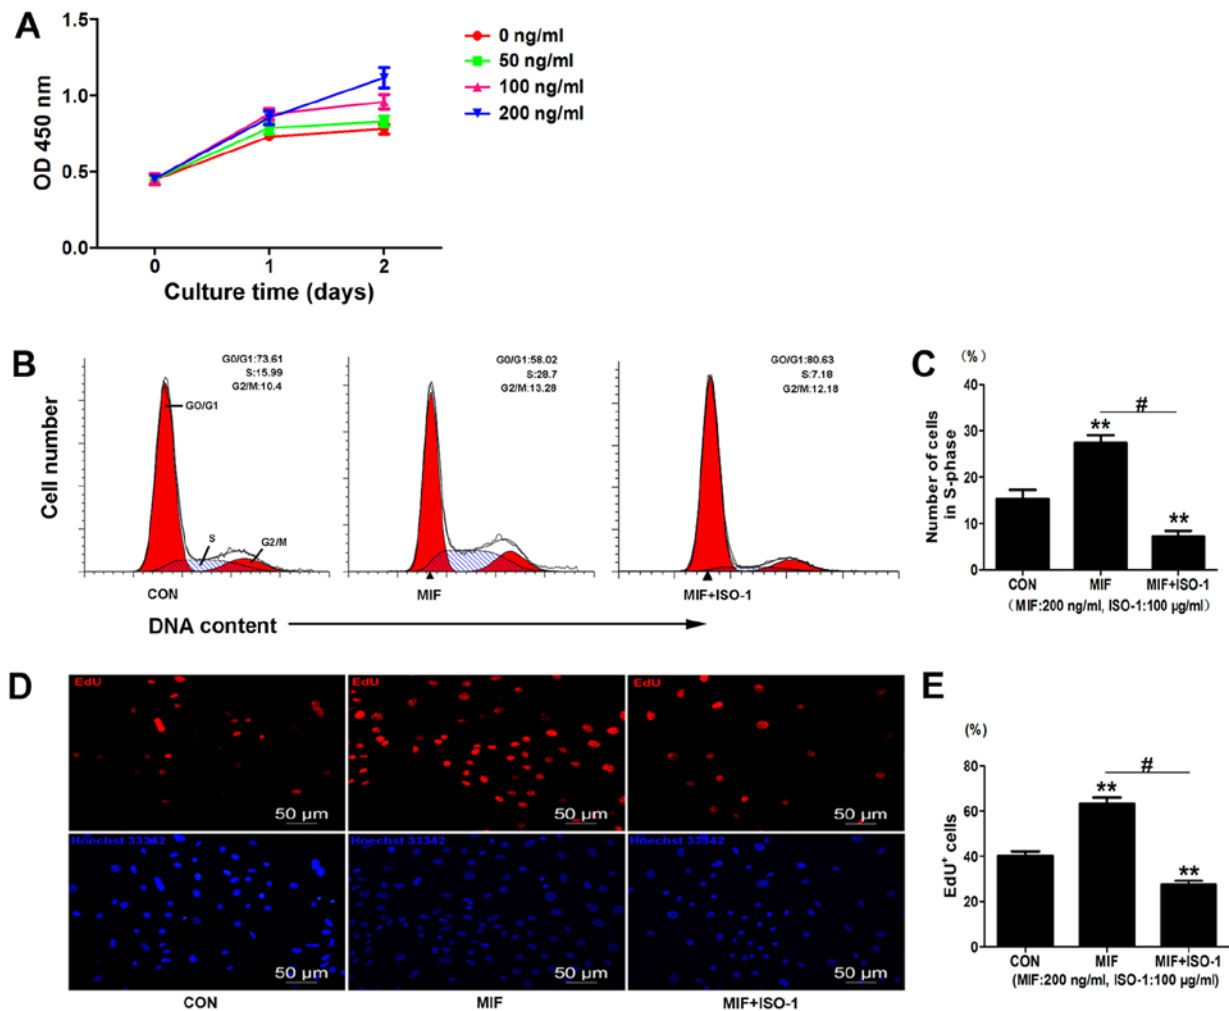 A
1.5
1.0
0.5
0.0
OD 450 nm
0
1
2
Culture time (days)
0 ng/ml
50 ng/ml
100 ng/ml
200 ng/ml
B
Cell number
G0/G1:73.61
S:15.99
G2/M:10.4
GO/G1
S
G2/M
CON
G0/G1:58.02
S:28.7
G2/M:13.28
MIF
GO/G1:80.63
S:7.18
G2/M:12.18
MIF+ISO-1
DNA content
C
(%)
Number of cells
in S-phase
40
30
20
10
0
**
#
**
CON
MIF
MIF+ISO-1
(MIF:200 ng/ml, ISO-1:100 µg/ml)
D
EdU
50 µm
EdU
50 µm
EdU
50 µm
Hoechst 33342
50 µm
Hoechst 33342
50 µm
Hoechst 33342
50 µm
CON
MIF
MIF+ISO-1
E
(%)
EdU⁺ cells
80
60
40
20
0
**
#
**
CON
MIF
MIF+ISO-1
(MIF:200 ng/ml, ISO-1:100 µg/ml)